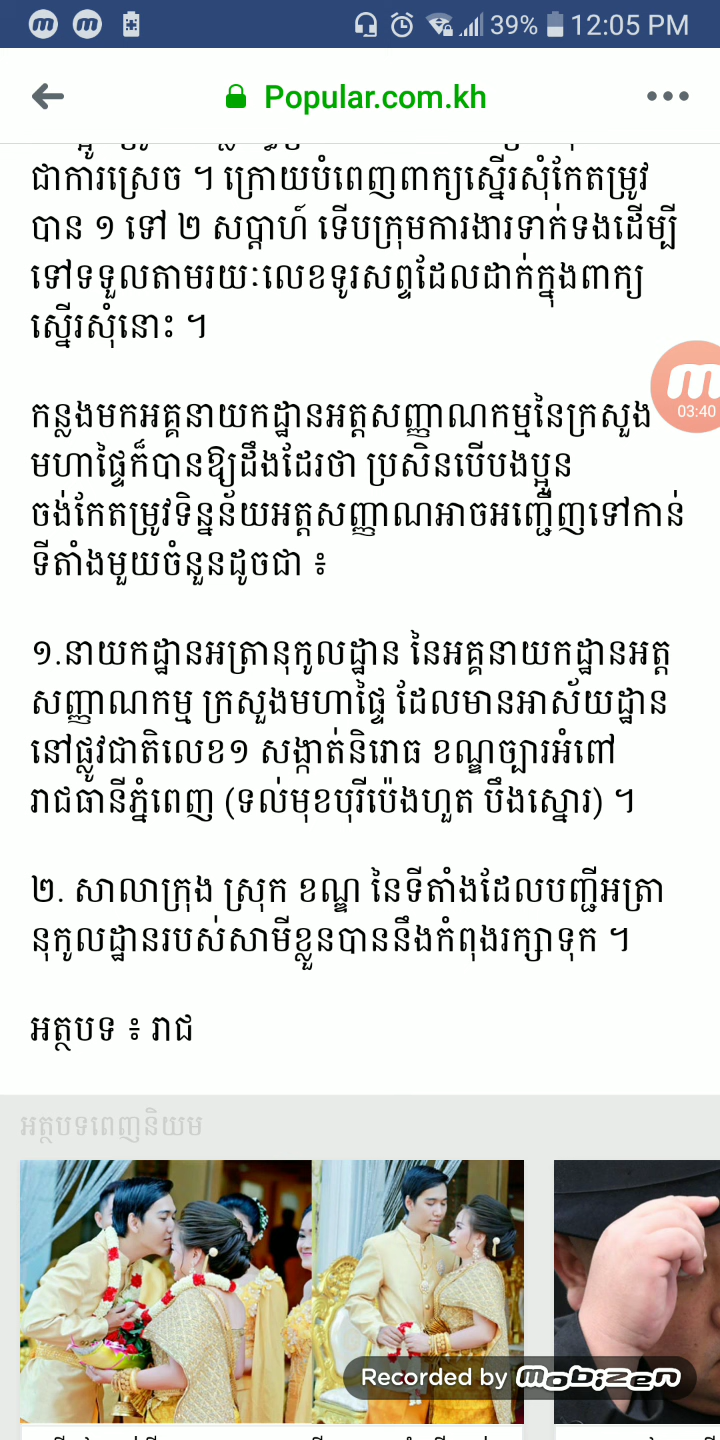 39% 12:05 PM
Popular.com.kh
ជាការស្រេច ។ ក្រោយបំពេញពាក្យស្នើរសុំកែតម្រូវ
បាន ១ ទៅ ២ សប្តាហ៍ ទើបក្រុមការងារទាក់ទងដើម្បី
ទៅទទួលតាមរយៈលេខទូរសព្ទដែលដាក់ក្នុងពាក្យ
ស្នើរសុំនោះ ។
កន្លងមកអគ្គនាយកដ្ឋានអត្តសញ្ញាណកម្មនៃក្រសួង
មហាផ្ទៃក៏បានឱ្យដឹងដែរថា ប្រសិនបើបងប្អូន
ចង់កែតម្រូវទិន្នន័យអត្តសញ្ញាណអាចអញ្ជើញទៅកាន់
ទីតាំងមួយចំនួនដូចជា ៖
m
03:40
១.នាយកដ្ឋានអត្រានុកូលដ្ឋាន នៃអគ្គនាយកដ្ឋានអត្ត
សញ្ញាណកម្ម ក្រសួងមហាផ្ទៃ ដែលមានអាស័យដ្ឋាន
នៅផ្លូវជាតិលេខ១ សង្កាត់និរោធ ខណ្ឌច្បារអំពៅ
រាជធានីភ្នំពេញ (ទល់មុខបុរីប៉េងហួត បឹងស្នោរ) ។
២. សាលាក្រុង ស្រុក ខណ្ឌ នៃទីតាំងដែលបញ្ជីអត្រា
នុកូលដ្ឋានរបស់សាមីខ្លួនបាននឹងកំពុងរក្សាទុក ។
អត្ថបទ ៖ រាជ
អត្ថបទពេញនិយម
Recorded by mobizen